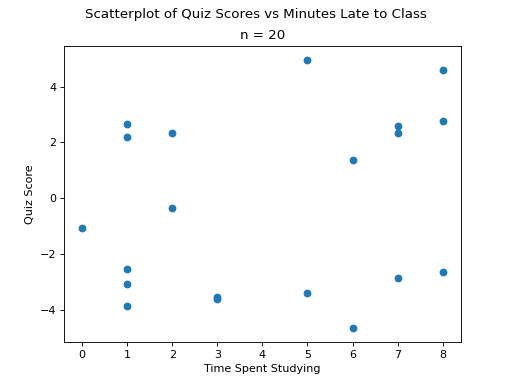 Scatterplot of Quiz Scores vs Minutes Late to Class
n = 20
4
2
0
−2
−4
Quiz Score
0 1 2 3 4 5 6 7 8
Time Spent Studying